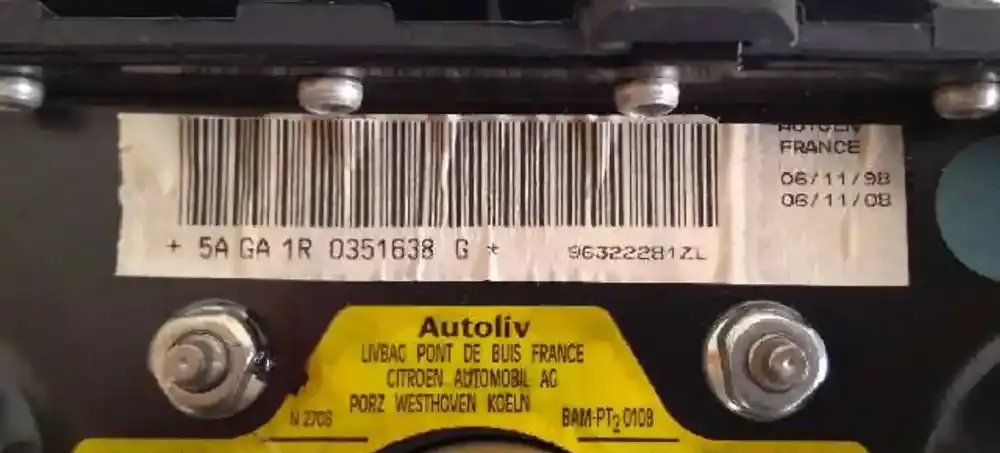 AUTOLIV
FRANCE
06/11/98
06/11/08
+ 5A GA 1R 0351638 G *
96322281ZL
Autoliv
LIVBAG PONT DE BUIS FRANCE
CITROEN AUTOMOBIL AG
PORZ WESTHOVEN KOELN
N 270S BAM-PT2 0108